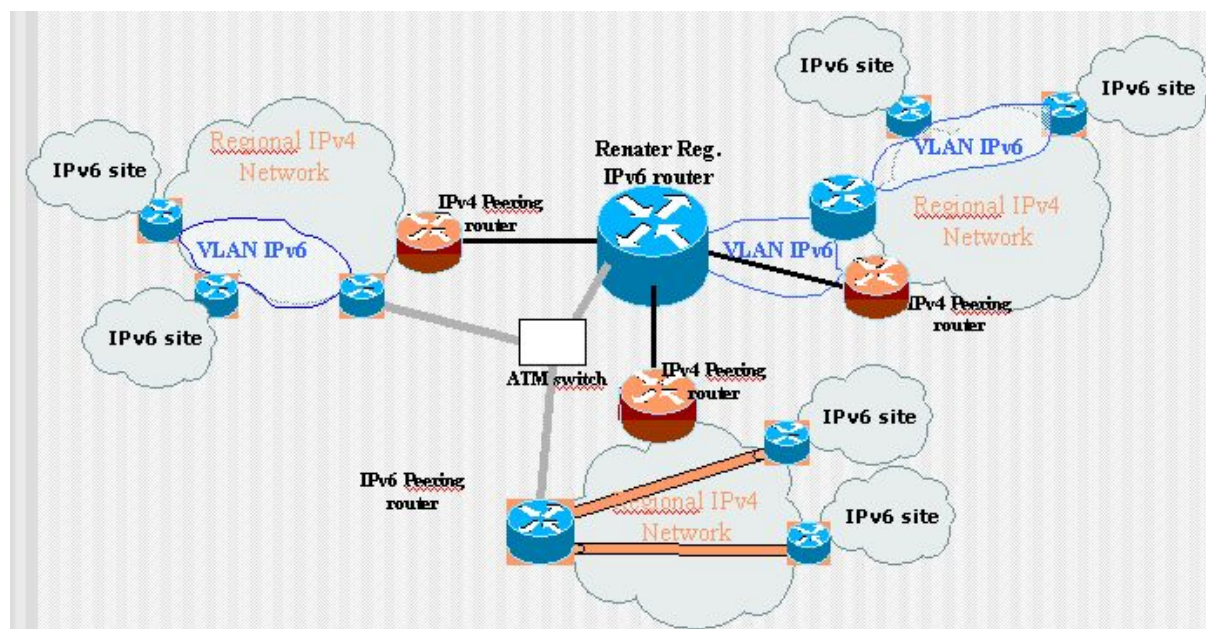 IPv6 site
IPv6 site
Regional IPv4
Network
IPv6 site
Renater Reg.
IPv6 router
VLAN IPv6
IPv4 Peering
router
Regional IPv4
Network
VLAN IPv6
VLAN IPv6
IPv4 Peering
router
IPv6 site
ATM switch
IPv4 Peering
router
IPv6 site
IPv6 Peering
router
Regional IPv4
Network
IPv6 site